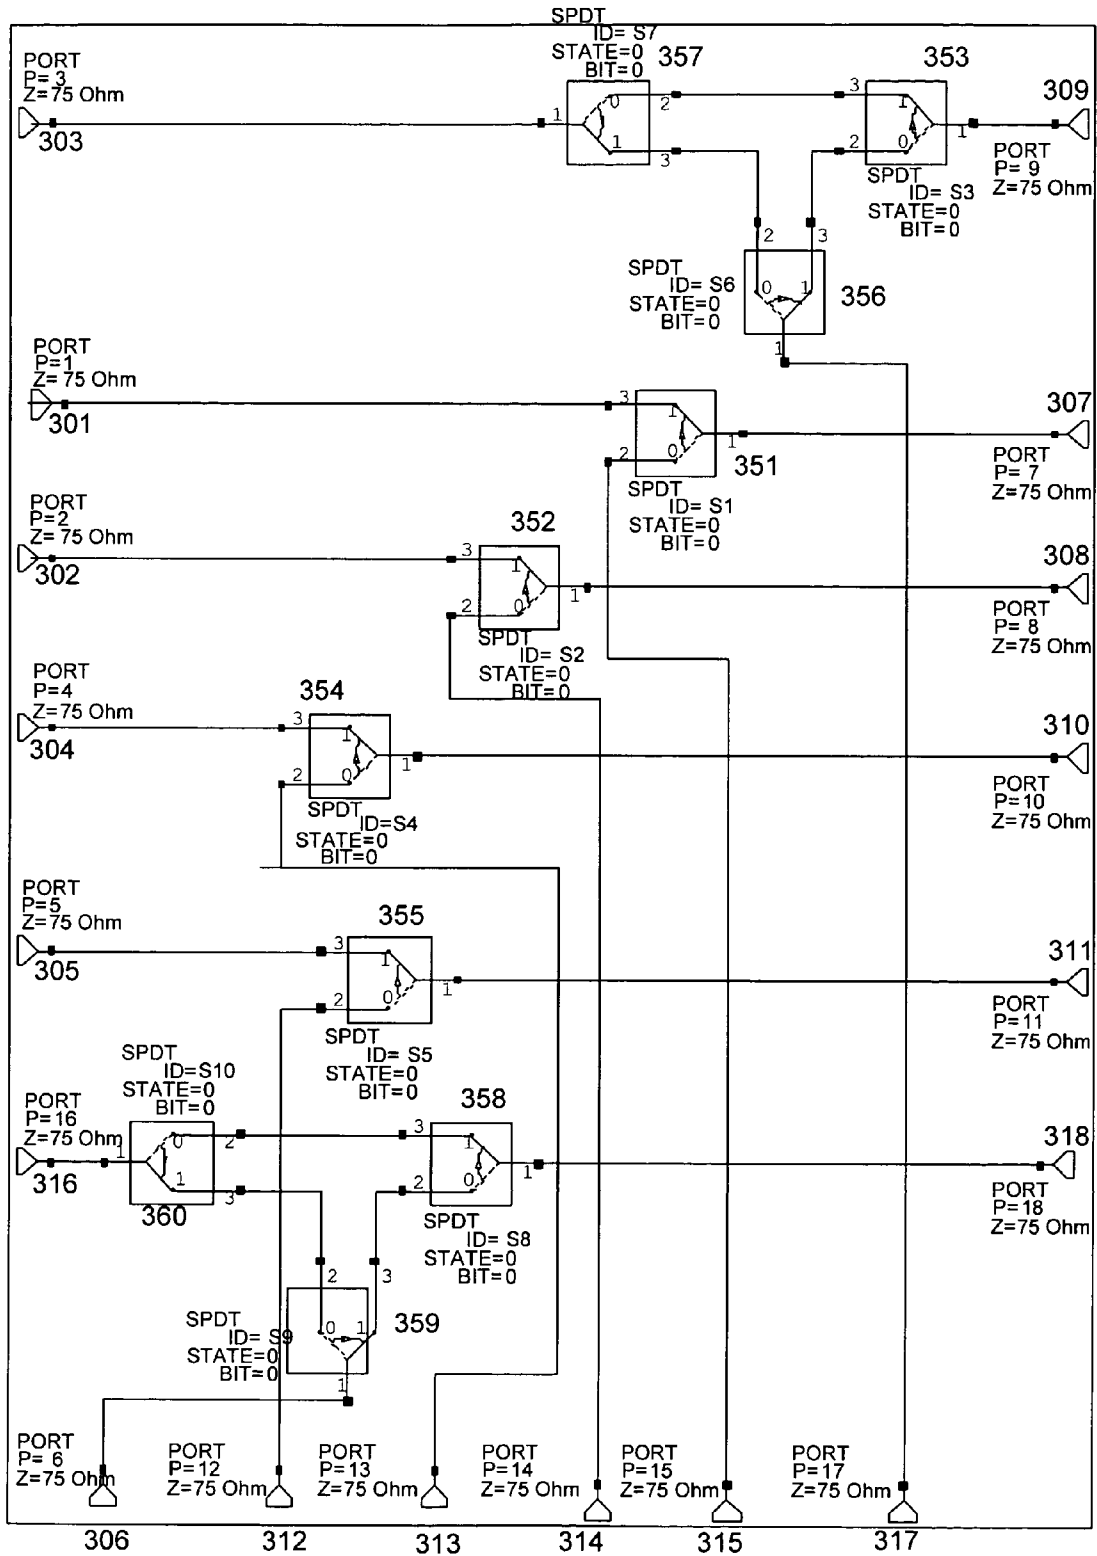 SPDT
ID= S7
STATE=0
BIT=0
357
353
PORT
P= 3
Z= 75 Ohm
303
1
0
1
2
3
3
2
1
0
1
309
PORT
P= 9
Z=75 Ohm
SPDT
ID= S3
STATE=0
BIT=0
2
3
SPDT
ID= S6
STATE=0
BIT=0
0
1
356
1
PORT
P=1
Z= 75 Ohm
301
3
1
2
0
1
351
307
PORT
P= 7
Z=75 Ohm
SPDT
ID= S1
STATE=0
BIT=0
PORT
P=2
Z= 75 Ohm
302
352
3
1
2
0
1
308
PORT
P= 8
Z=75 Ohm
SPDT
ID= S2
STATE=0
BIT=0
PORT
P=4
Z=75 Ohm
304
354
3
1
2
0
1
310
PORT
P=10
Z=75 Ohm
SPDT
ID=S4
STATE=0
BIT=0
PORT
P=5
Z=75 Ohm
305
355
3
1
2
0
1
311
PORT
P=11
Z=75 Ohm
SPDT
ID= S5
STATE=0
BIT=0
SPDT
ID=S10
STATE=0
BIT=0
PORT
P=16
Z=75 Ohm
316
1
0
1
2
3
360
358
3
1
2
0
1
318
PORT
P=18
Z=75 Ohm
SPDT
ID= S8
STATE=0
BIT=0
2
3
SPDT
ID= S9
STATE=0
BIT=0
0
1
359
1
PORT
P= 6
Z=75 Ohm
306
PORT
P=12
Z=75 Ohm
312
PORT
P=13
Z=75 Ohm
313
PORT
P=14
Z=75 Ohm
314
PORT
P=15
Z=75 Ohm
315
PORT
P=17
Z=75 Ohm
317